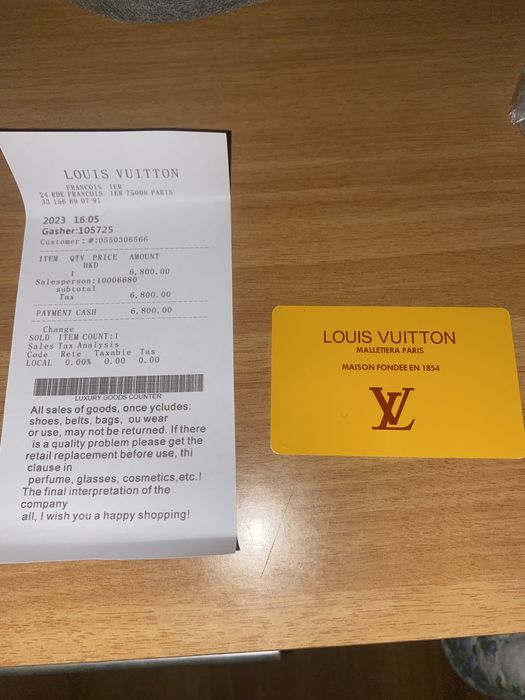 LOUIS VUITTON
FRANCOIS 1ER
24 RDE FRANCOIS 1ER 75008 PARIS
33 156 89 07 91
2023 16:05
Gasher:105725
Customer:#:0550306566
ITEM QTY PRICE AMOUNT
HKD
1 6,800.00
Salesperson:10006680
subtotal
Tax 6,800.00
PAYMENT CASH 6,800.00
Change
SOLD ITEM COUNT:1
Sales Tax Analysis
Code Rete Taxable Tas
LOCAL 0.00% 0.00 0.00
LUXURY GOODS COUNTER
All sales of goods, once ycludes:
shoes, belts, bags, ou wear
or use, may not be returned. If there
is a quality problem please get the
retail replacement before use, thi
clause in
perfume, glasses, cosmetics,etc.!
The final interpretation of the
company
all, I wish you a happy shopping!
LOUIS VUITTON
MALLETIERA PARIS
MAISON FONDEE EN 1854
LV